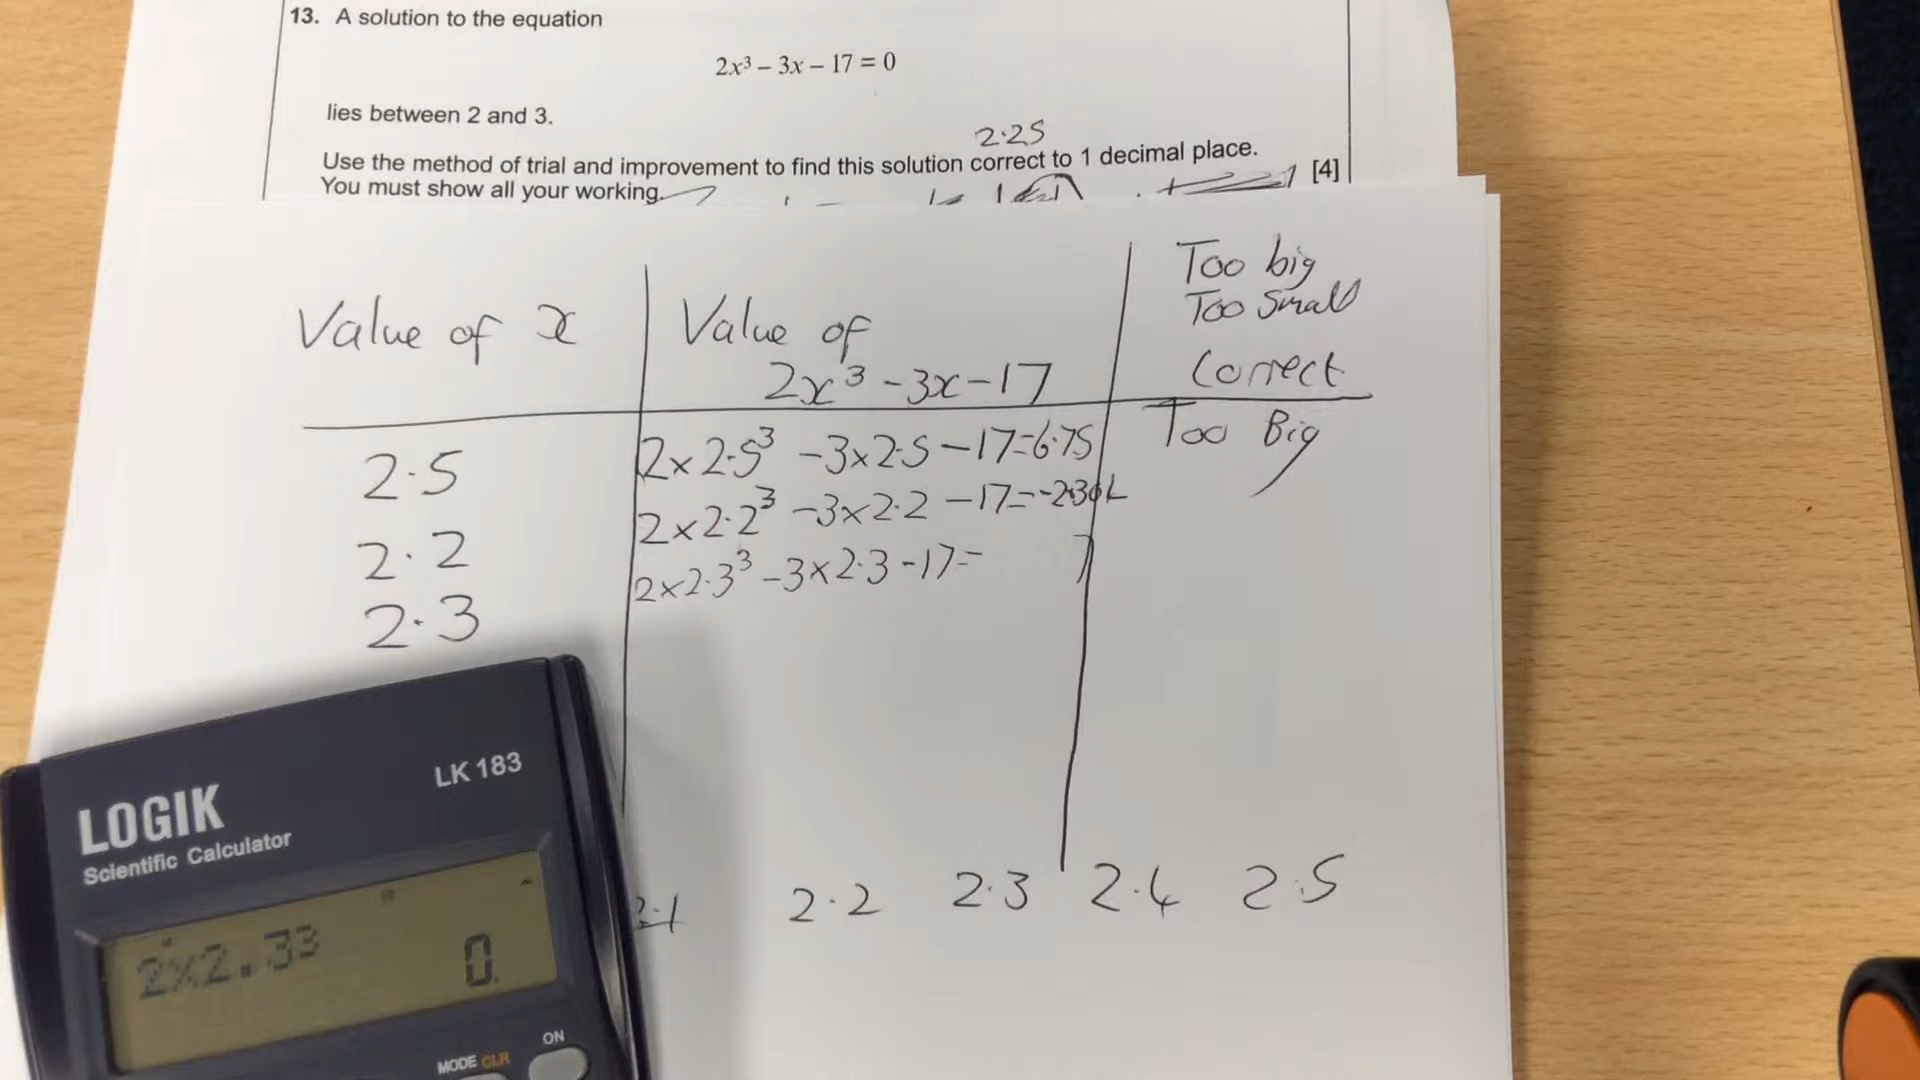 13. A solution to the equation
2x³ – 3x – 17 = 0
lies between 2 and 3.
2.25
Use the method of trial and improvement to find this solution correct to 1 decimal place.
You must show all your working.
[4]
Value of x
Value of
2x³ -3x-17
Too big
Too Small
Correct
2.5
2×2.5³ -3×2.5-17=6.75
Too Big
2.2
2×2.2³ -3×2.2-17=-2.304
2.3
2×2.3³ -3×2.3-17=
LK 183
LOGIK
Scientific Calculator
2×2.33
0.
ON
MODE CLR
2.1 2.2 2.3 2.4 2.5